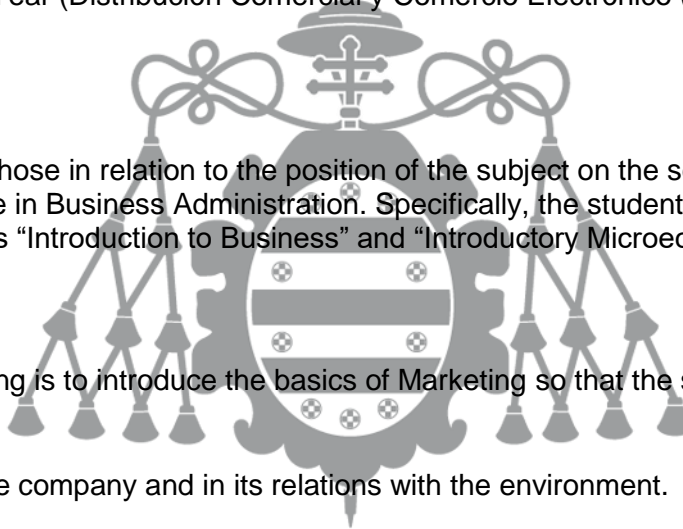 (Distribución Comercial y Comercio Electrónico
hose in relation to the position of the subject on the s
e in Business Administration. Specifically, the student
s “Introduction to Business” and “Introductory Microec
ng is to introduce the basics of Marketing so that the s
e company and in its relations with the environment.